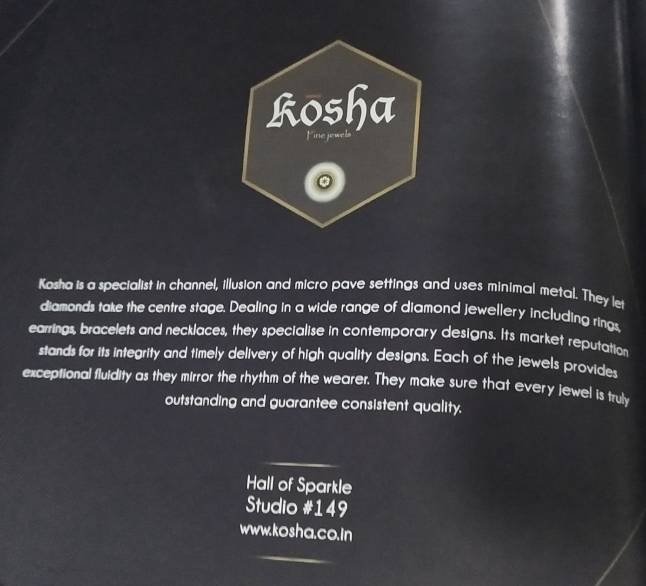 kōsha
Fine jewels
Kosha is a specialist in channel, illusion and micro pave settings and uses minimal metal. They let
diamonds take the centre stage. Dealing in a wide range of diamond jewellery including rings,
earrings, bracelets and necklaces, they specialise in contemporary designs. Its market reputation
stands for its integrity and timely delivery of high quality designs. Each of the jewels provides
exceptional fluidity as they mirror the rhythm of the wearer. They make sure that every jewel is truly
outstanding and guarantee consistent quality.
Hall of Sparkle
Studio #149
www.kosha.co.in